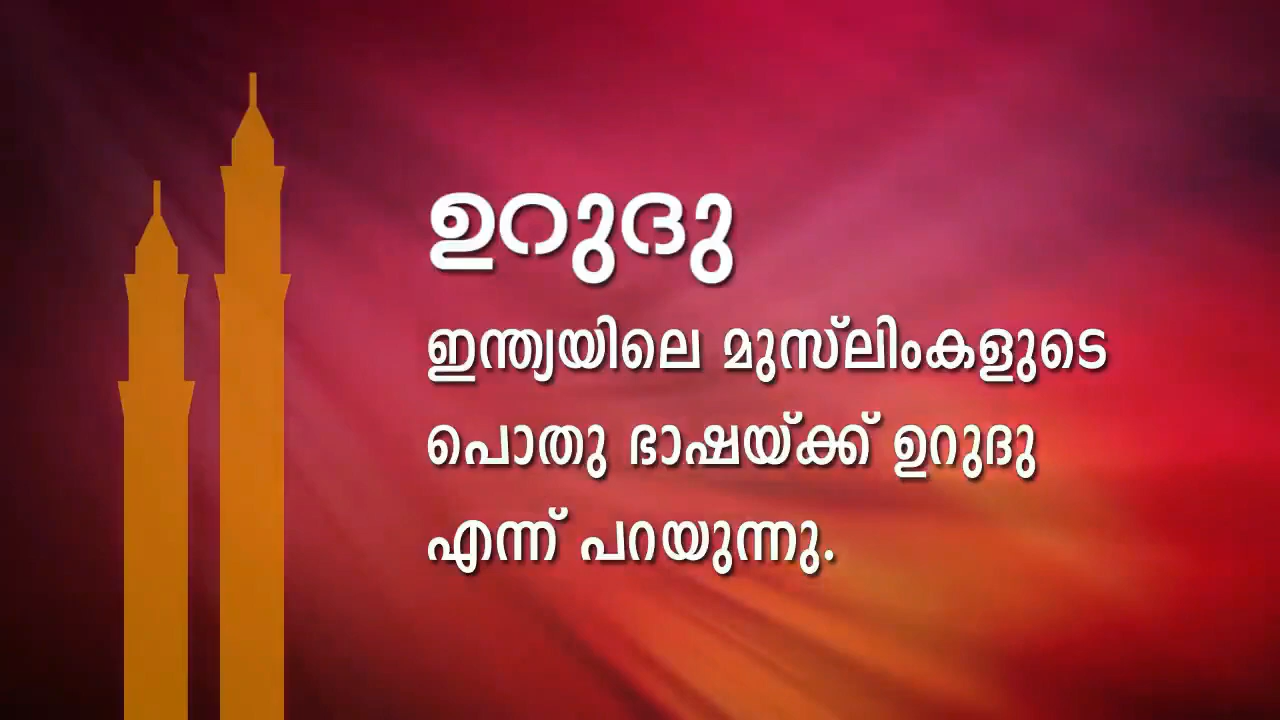 ഉറുദു
ഇന്ത്യയിലെ മുസ്‌ലിംകളുടെ
പൊതു ഭാഷയ്ക്ക് ഉറുദു
എന്ന് പറയുന്നു.